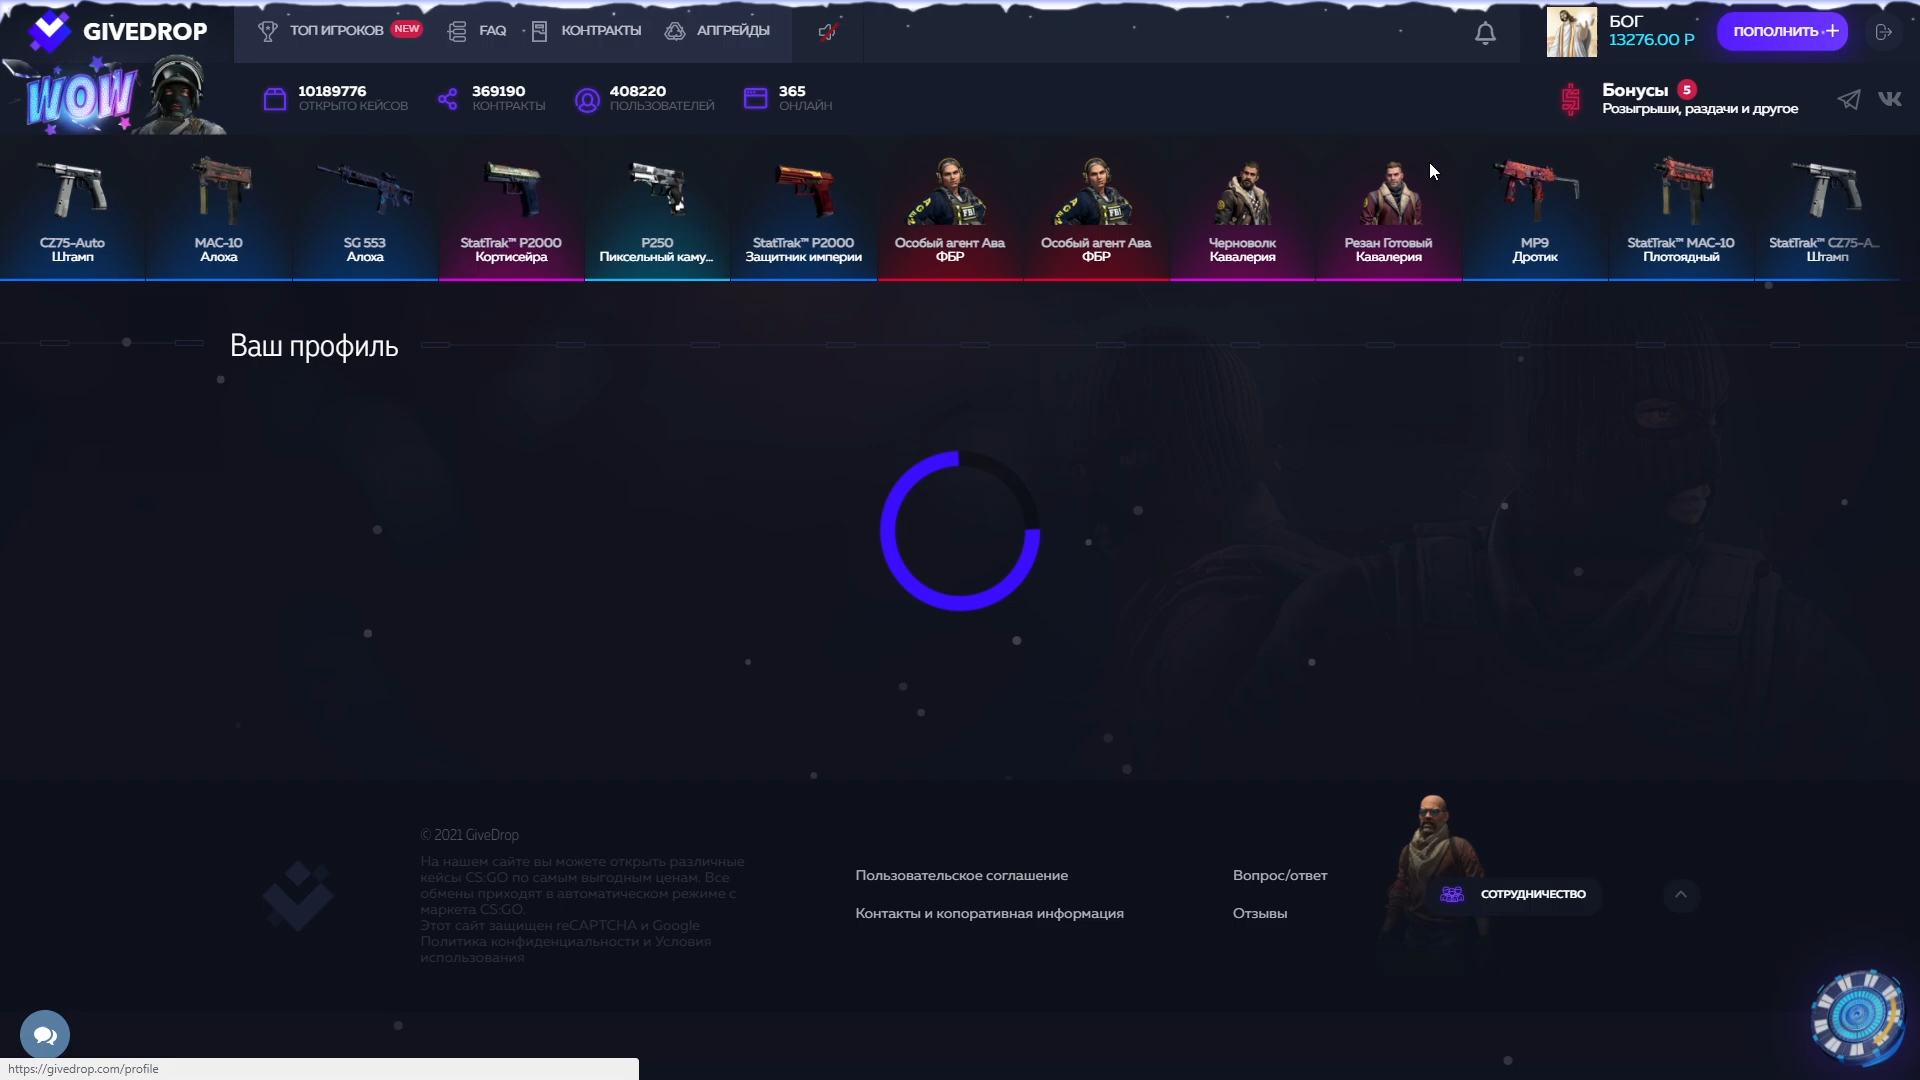 GIVEDROP
ТОП ИГРОКОВ NEW
FAQ
КОНТРАКТЫ
АПГРЕЙДЫ
БОГ
13276.00 Р
ПОПОЛНИТЬ
WOW
10189776
ОТКРЫТО КЕЙСОВ
369190
КОНТРАКТЫ
408220
ПОЛЬЗОВАТЕЛЕЙ
365
ОНЛАЙН
Бонусы 5
Розыгрыши, раздачи и другое
CZ75-Auto
Штамп
MAC-10
Алоха
SG 553
Алоха
StatTrak™ P2000
Кортисейра
P250
Пиксельный каму...
StatTrak™ P2000
Защитник империи
Особый агент Ава
ФБР
Особый агент Ава
ФБР
Черноволк
Кавалерия
Резан Готовый
Кавалерия
MP9
Дротик
StatTrak™ MAC-10
Плотоядный
StatTrak™ CZ75-A...
Штамп
Ваш профиль
© 2021 GiveDrop
На нашем сайте вы можете открыть различные
кейсы CS:GO по самым выгодным ценам. Все
обмены приходят в автоматическом режиме с
маркета CS:GO.
Этот сайт защищен reCAPTCHA и Google
Политика конфиденциальности и Условия
использования
Пользовательское соглашение
Контакты и копоративная информация
Вопрос/ответ
Отзывы
СОТРУДНИЧЕСТВО
https://givedrop.com/profile